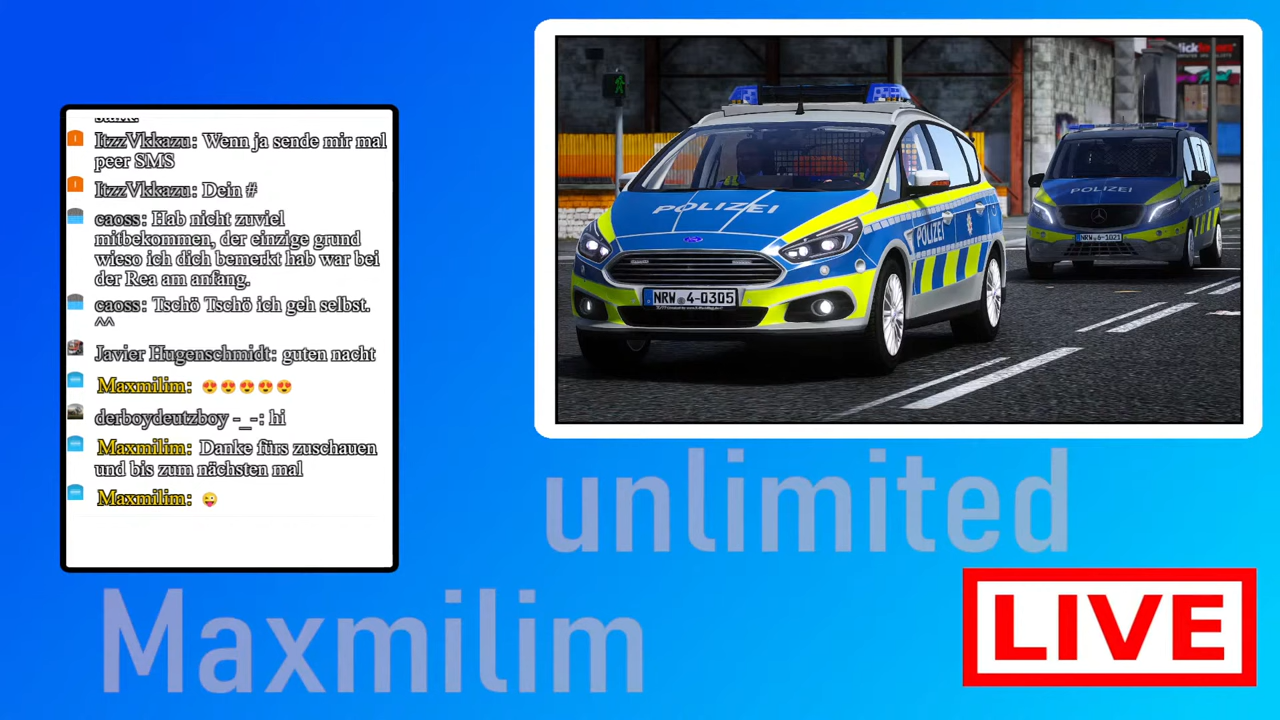 ItzzVkkazu: Wenn ja sende mir mal
peer SMS
ItzzVkkazu: Dein #
caoss: Hab nicht zuviel
mitbekommen, der einzige grund
wieso ich dich bemerkt hab war bei
der Rea am anfang.
caoss: Tschö Tschö ich geh selbst.
^^
Javier Hugenschmidt: guten nacht
Maxmilim: 😍😍😍😍😍
derboydeutzboy -_-: hi
Maxmilim: Danke fürs zuschauen
und bis zum nächsten mal
Maxmilim: 😜
POLIZEI
POLIZEI
NRW 4-0305
POLIZEI
NRW 6-1021
unlimited
Maxmilim
LIVE